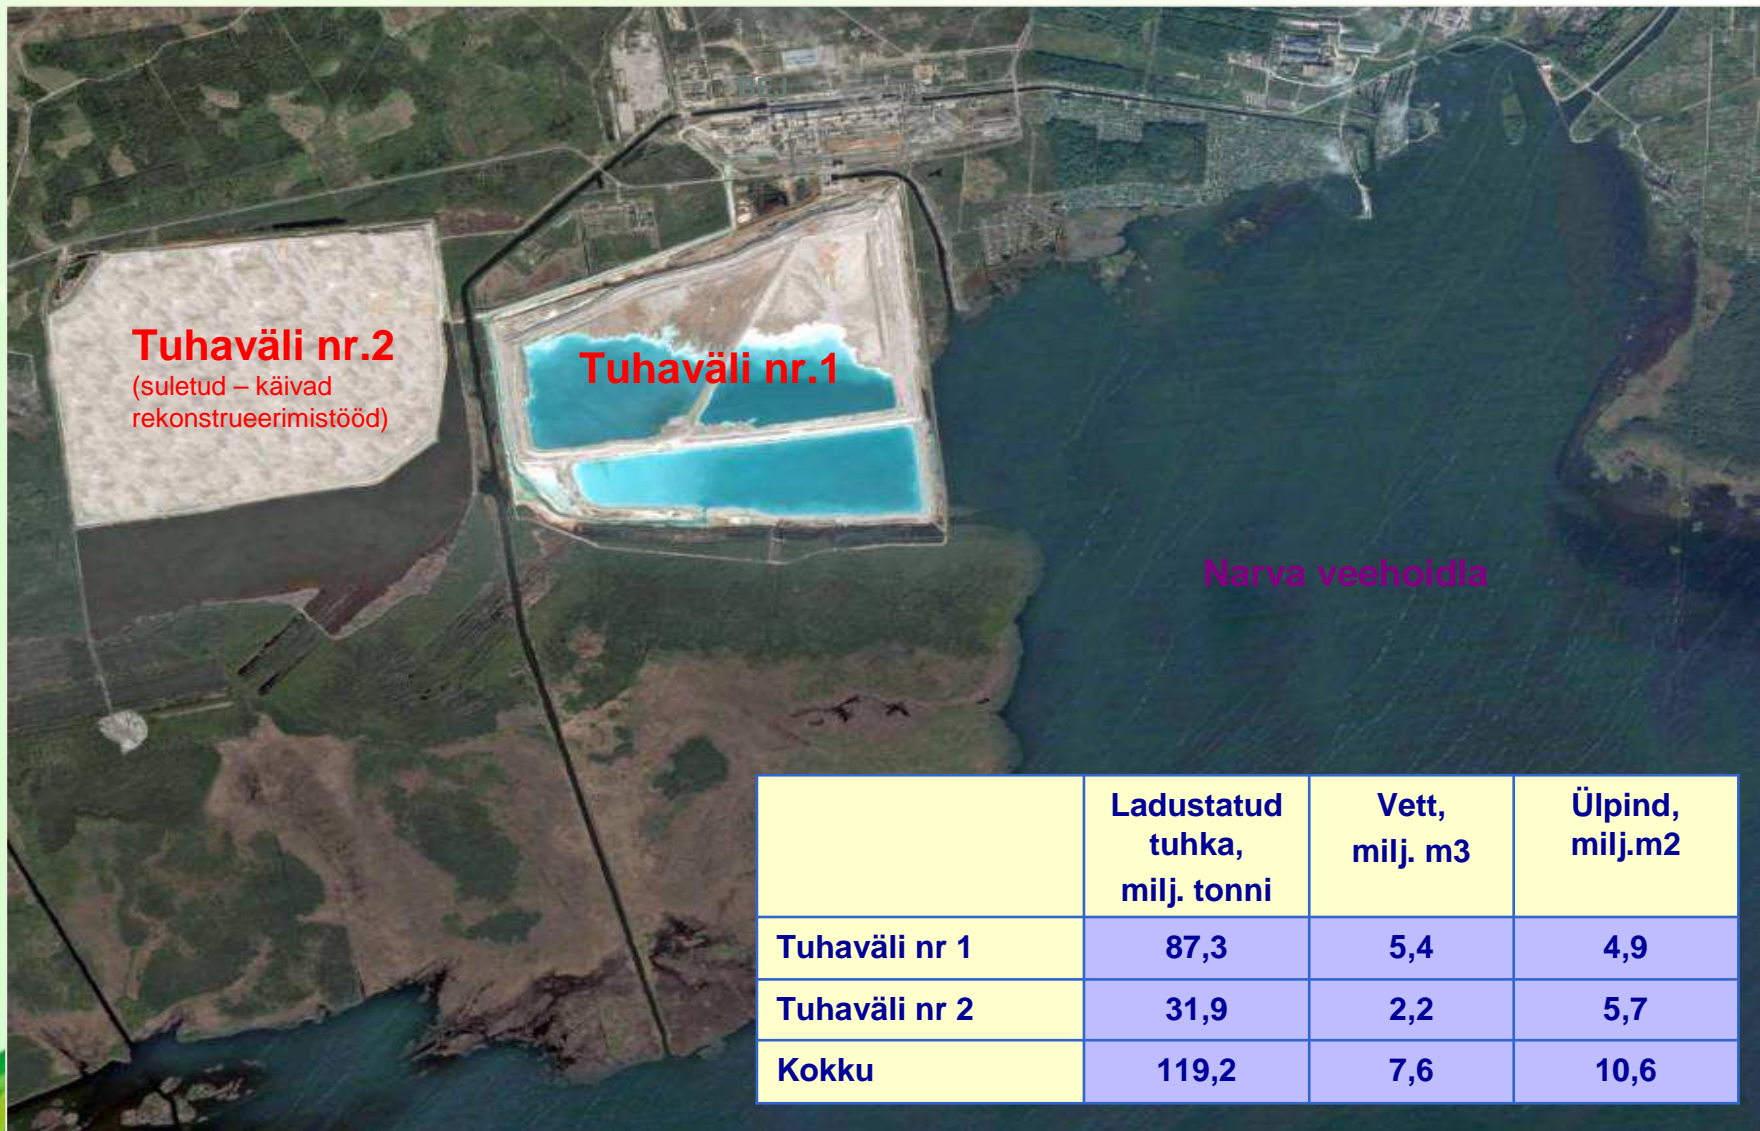 BEJ
Tuhaväli nr.2
(suletud – käivad
rekonstrueerimistööd)
Tuhaväli nr.1
Narva veehoidla
Ladustatud tuhka, milj. tonni
Vett, milj. m3
Ülpind, milj.m2
Tuhaväli nr 1 87,3 5,4 4,9
Tuhaväli nr 2 31,9 2,2 5,7
Kokku 119,2 7,6 10,6